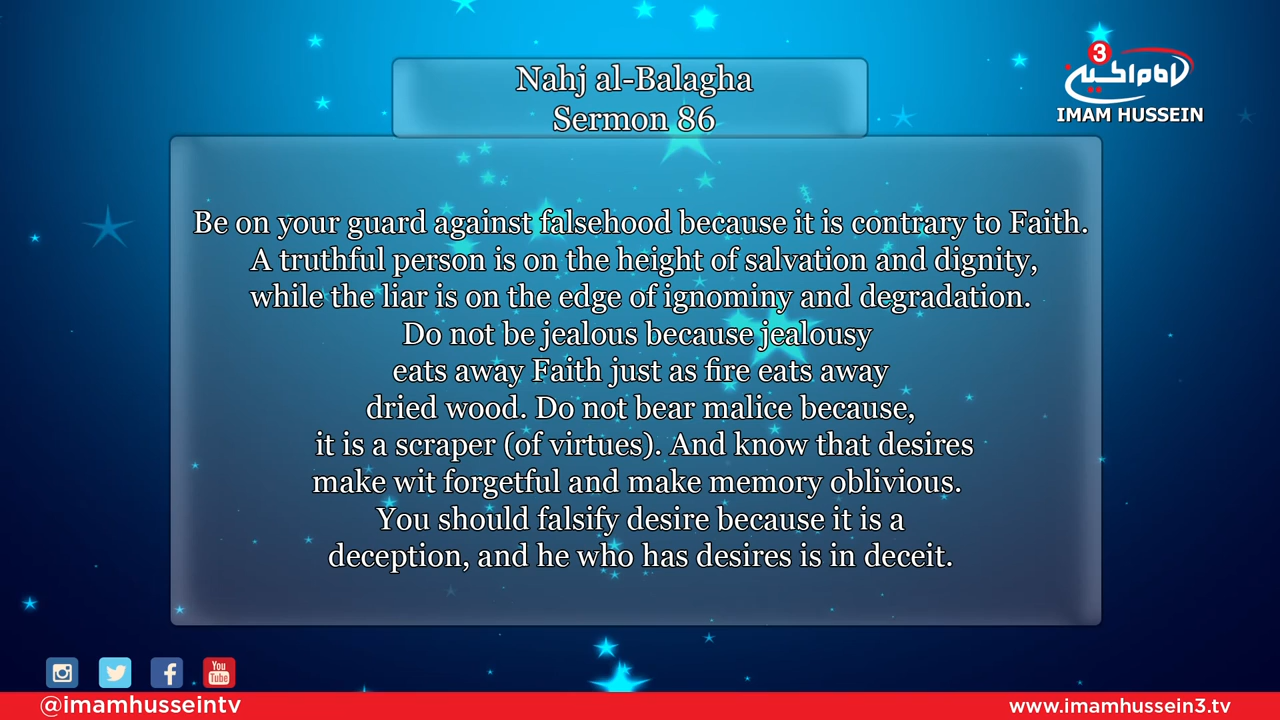 Nahj al-Balagha
Sermon 86
3
الامام الحسين
IMAM HUSSEIN
Be on your guard against falsehood because it is contrary to Faith.
A truthful person is on the height of salvation and dignity,
while the liar is on the edge of ignominy and degradation.
Do not be jealous because jealousy
eats away Faith just as fire eats away
dried wood. Do not bear malice because,
it is a scraper (of virtues). And know that desires
make wit forgetful and make memory oblivious.
You should falsify desire because it is a
deception, and he who has desires is in deceit.
You Tube
@imamhusseintv
www.imamhussein3.tv